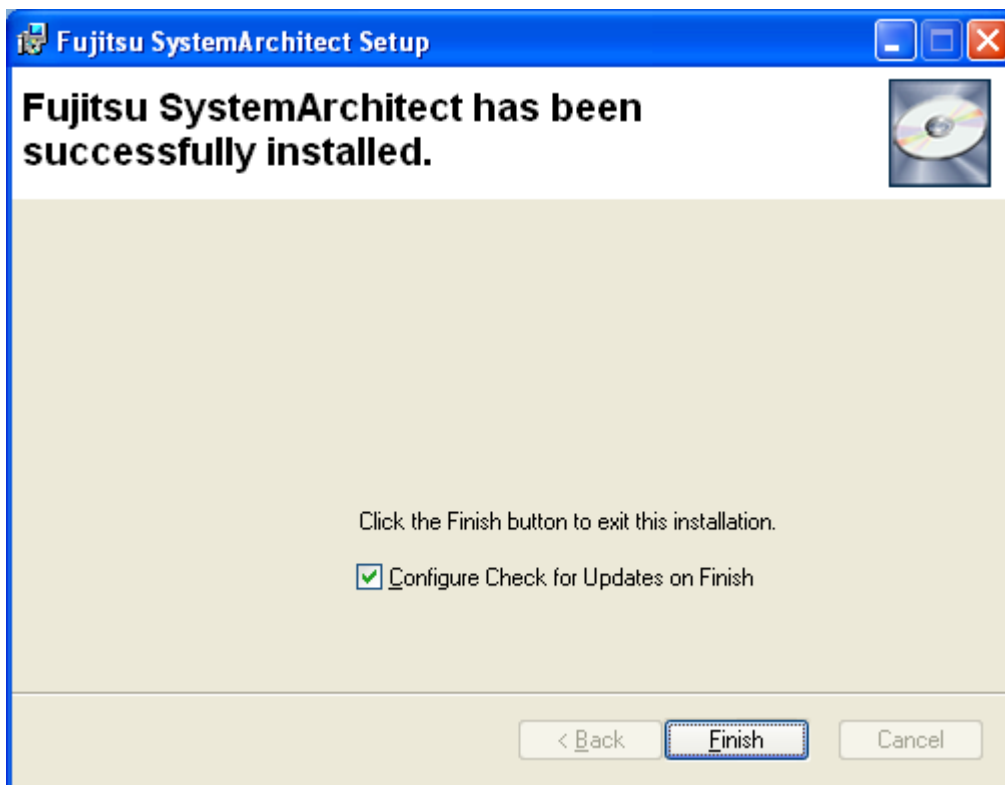 Fujitsu SystemArchitect Setup
Fujitsu SystemArchitect has been
successfully installed.
Click the Finish button to exit this installation.
Configure Check for Updates on Finish
< Back Finish Cancel